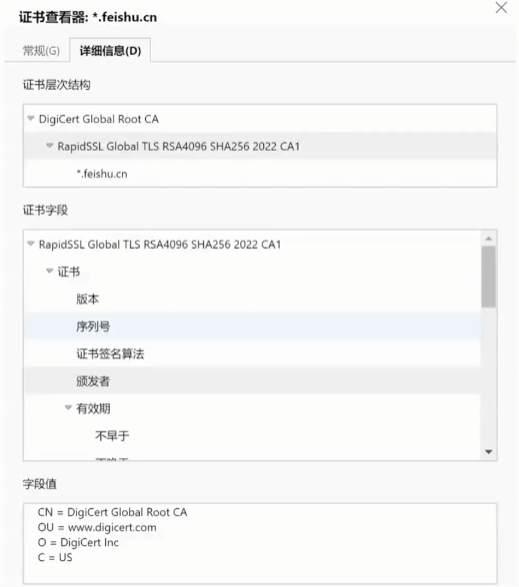 证书查看器: *.feishu.cn
常规(G) 详细信息(D)
证书层次结构
DigiCert Global Root CA
RapidSSL Global TLS RSA4096 SHA256 2022 CA1
*.feishu.cn
证书字段
RapidSSL Global TLS RSA4096 SHA256 2022 CA1
证书
版本
序列号
证书签名算法
颁发者
有效期
不早于
字段值
CN = DigiCert Global Root CA
OU = www.digicert.com
O = DigiCert Inc
C = US